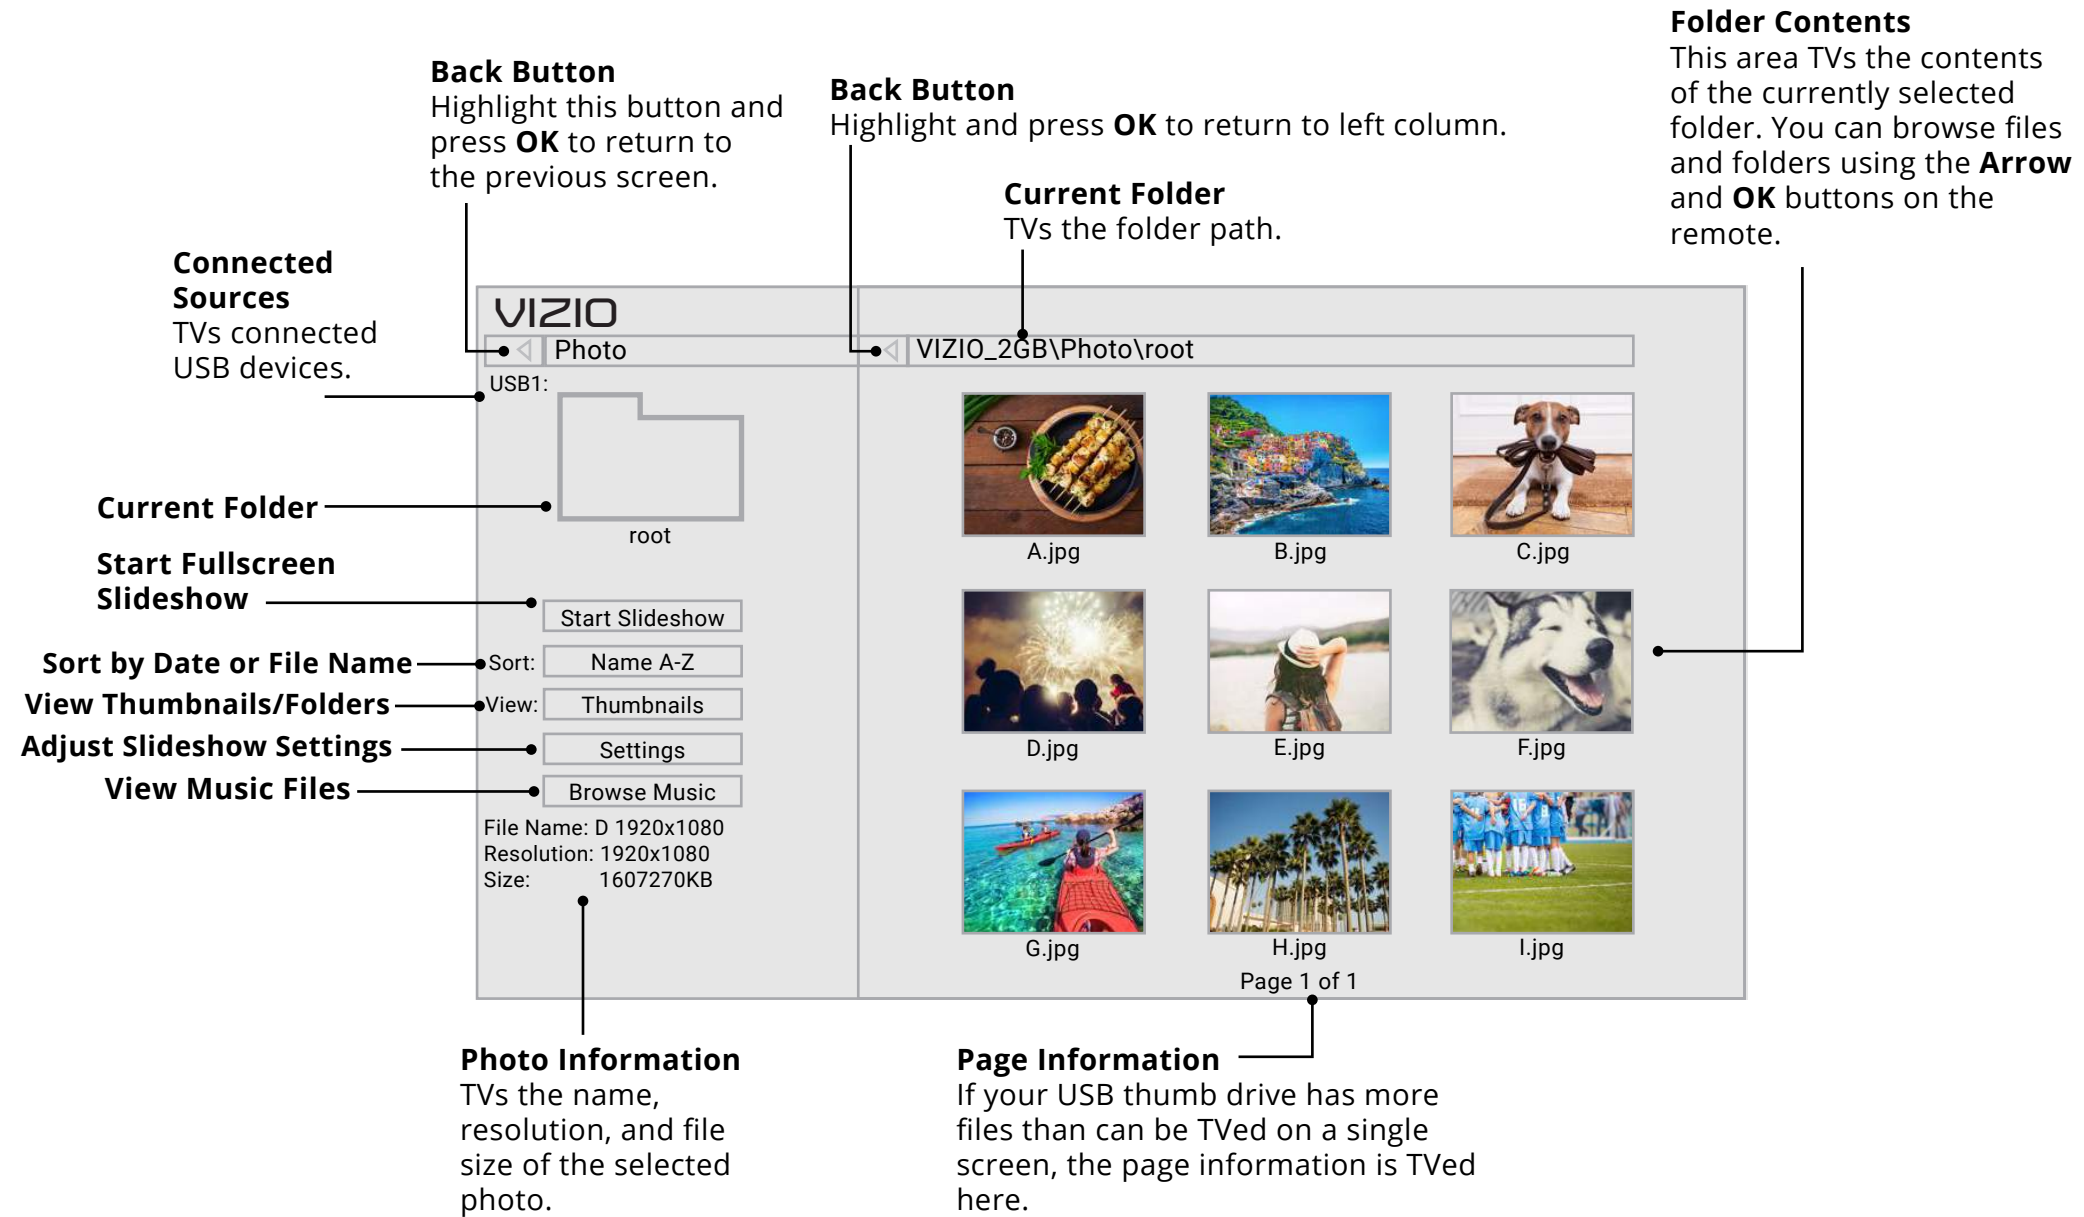 Folder Contents
This area TVs the contents
of the currently selected
folder. You can browse files
and folders using the Arrow
and OK buttons on the
remote.
Back Button
Highlight this button and
press OK to return to
the previous screen.
Back Button
Highlight and press OK to return to left column.
Current Folder
TVs the folder path.
Connected
Sources
TVs connected
USB devices.
VIZIO
Photo
VIZIO_2GB\Photo\root
USB1:
Current Folder
root
Start Fullscreen
Slideshow
Start Slideshow
Sort by Date or File Name
Sort: Name A-Z
View Thumbnails/Folders
View: Thumbnails
Adjust Slideshow Settings
Settings
View Music Files
Browse Music
File Name: D 1920x1080
Resolution: 1920x1080
Size: 1607270KB
A.jpg B.jpg C.jpg
D.jpg E.jpg F.jpg
16
G.jpg H.jpg I.jpg
Page 1 of 1
Photo Information
TVs the name,
resolution, and file
size of the selected
photo.
Page Information
If your USB thumb drive has more
files than can be TVed on a single
screen, the page information is TVed
here.